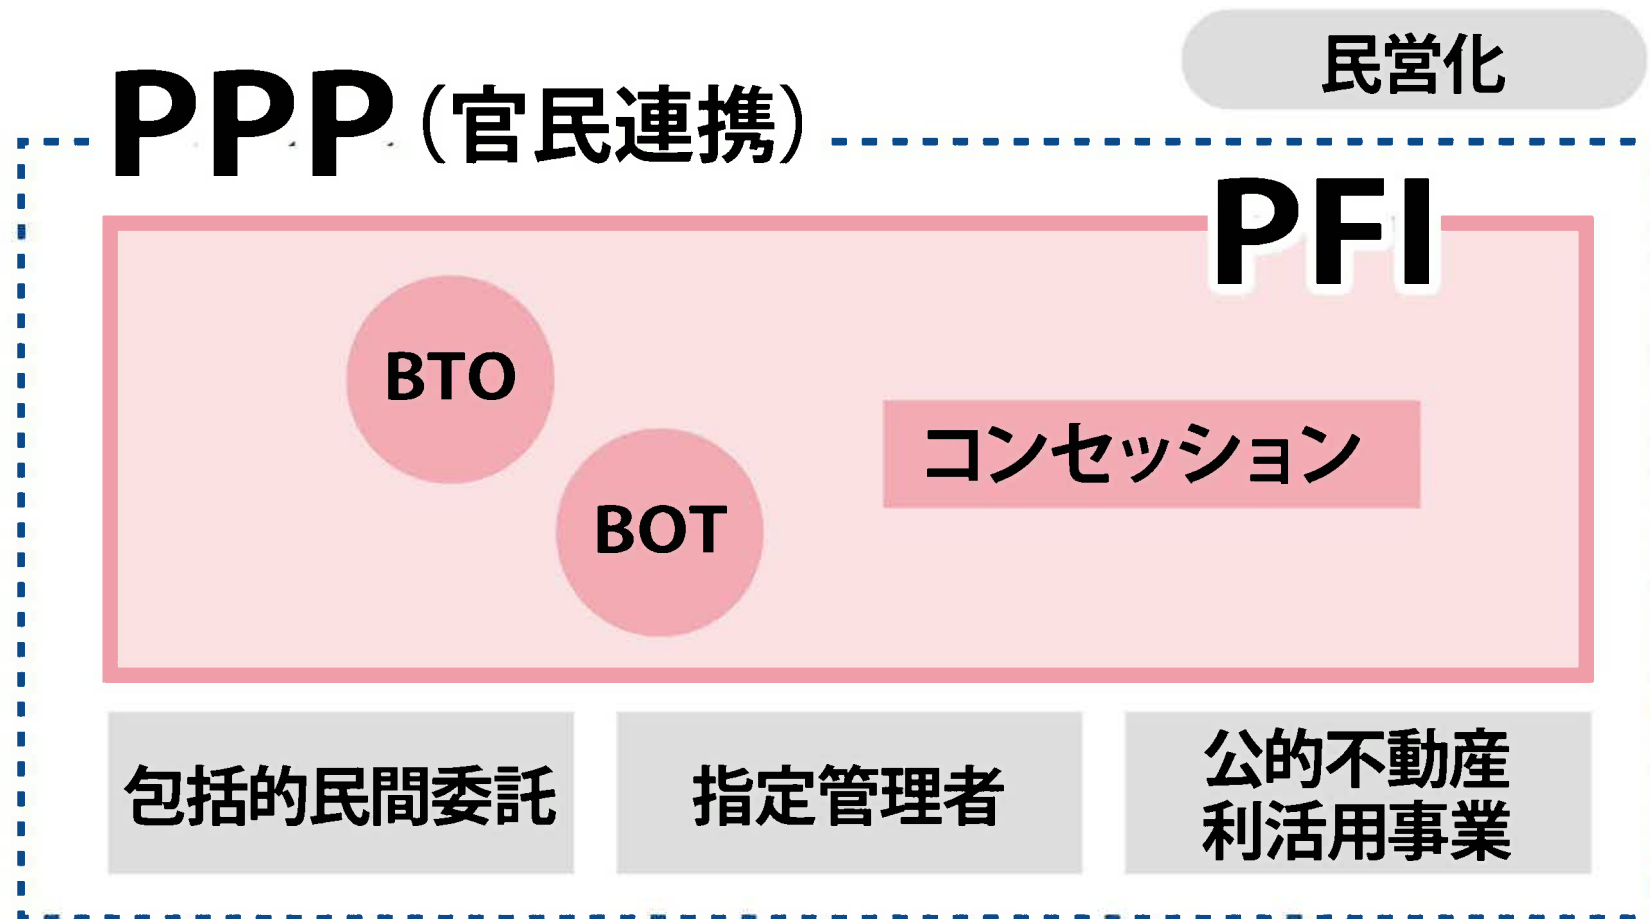 民営化
PPP(官民連携)
PFI
BTO
BOT
コンセッション
包括的民間委託
指定管理者
公的不動産
利活用事業